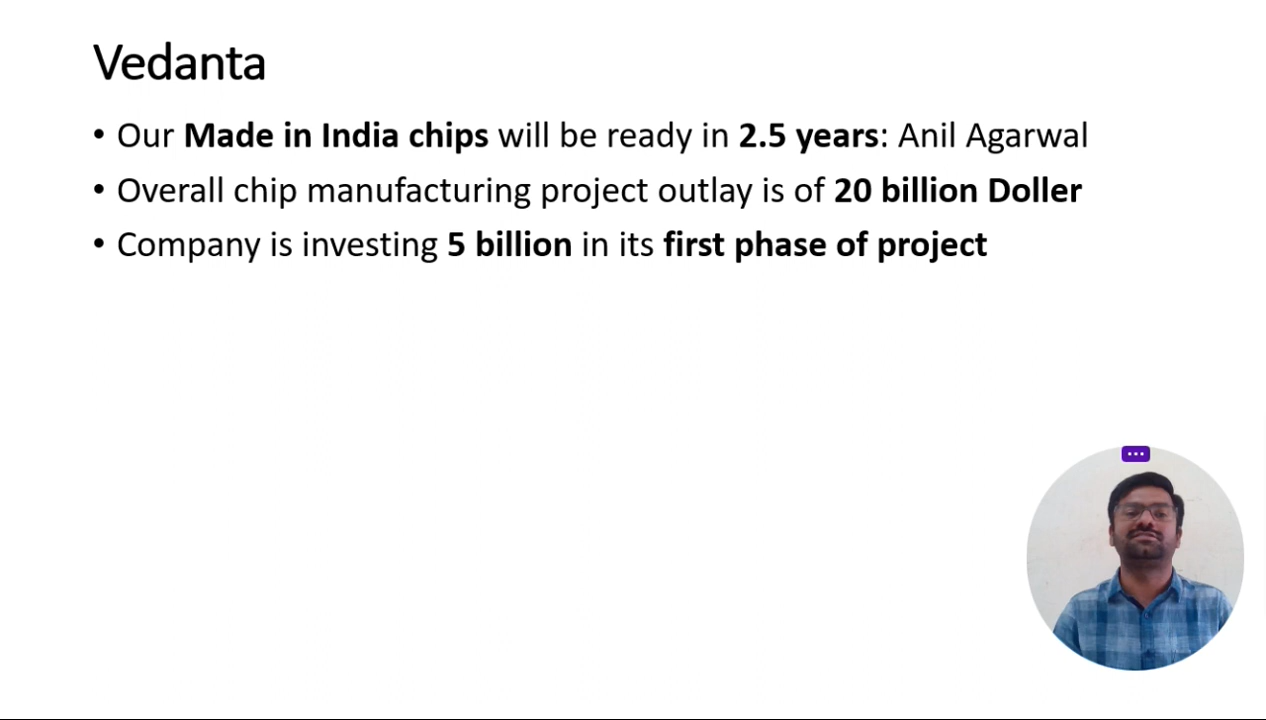 Vedanta
• Our Made in India chips will be ready in 2.5 years: Anil Agarwal
• Overall chip manufacturing project outlay is of 20 billion Doller
• Company is investing 5 billion in its first phase of project